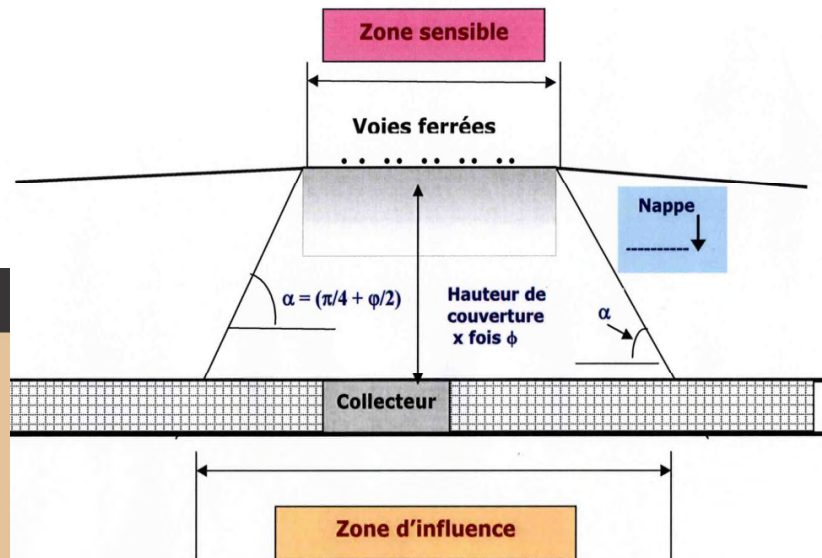 Zone sensible
Voies ferrées
Nappe
α = (π/4 + φ/2)
Hauteur de
couverture
x fois ϕ
α
Collecteur
Zone d'influence